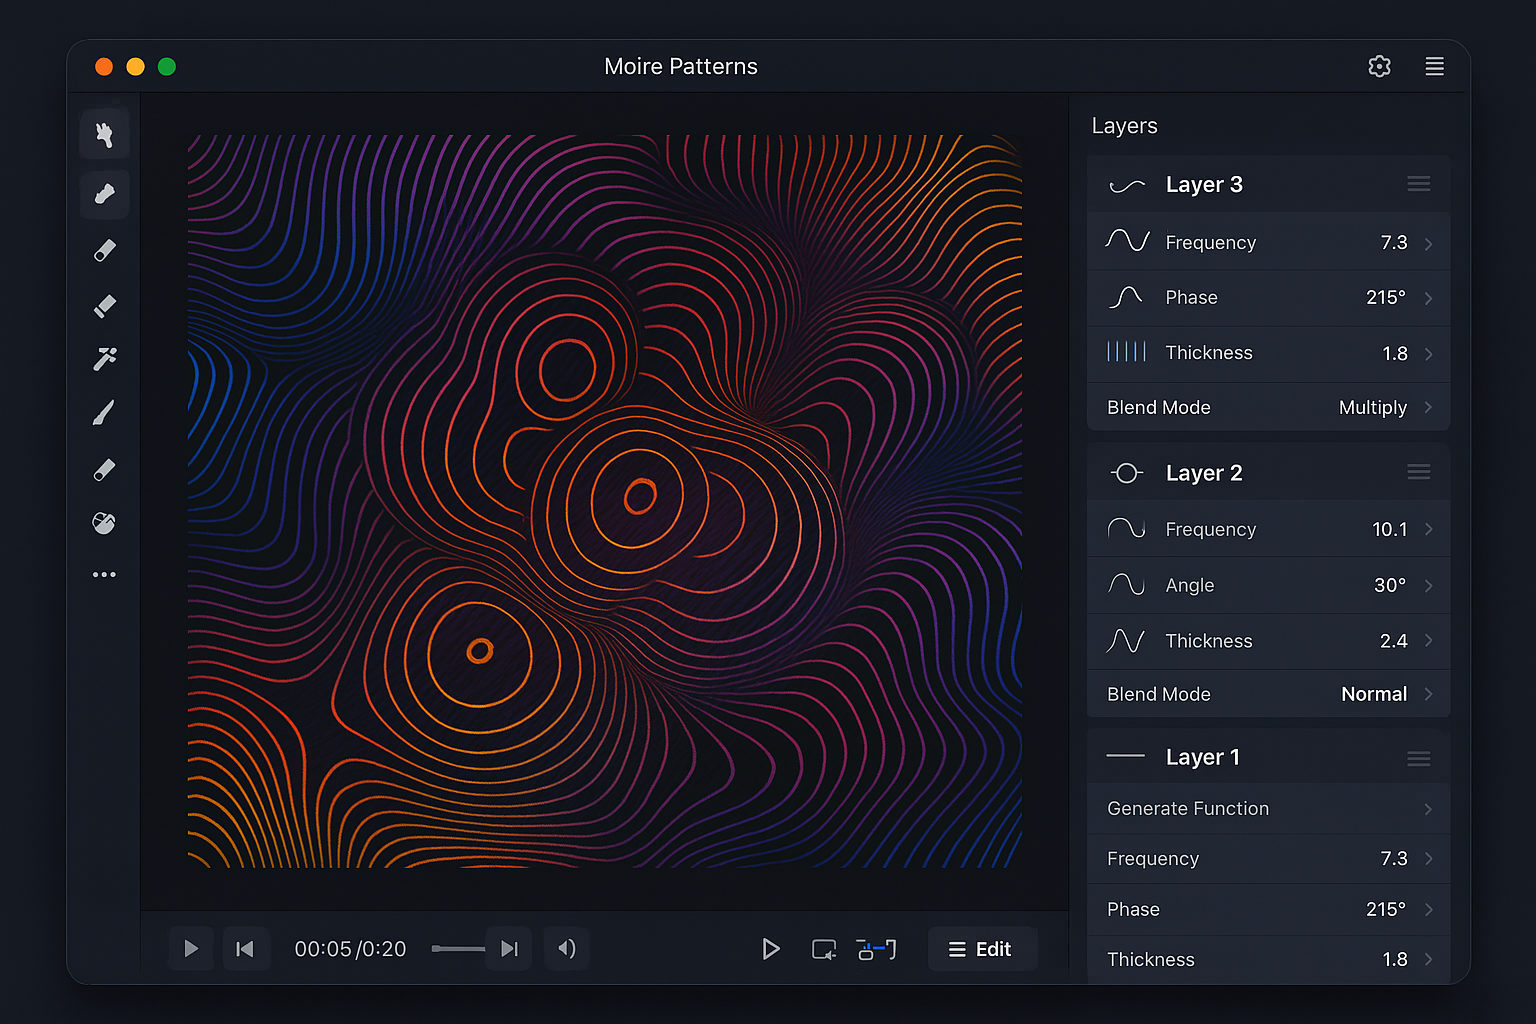 Moire Patterns
Layers
Layer 3
Frequency 7.3
Phase 215°
Thickness 1.8
Blend Mode Multiply
Layer 2
Frequency 10.1
Angle 30°
Thickness 2.4
Blend Mode Normal
Layer 1
Generate Function
Frequency 7.3
Phase 215°
Thickness 1.8
00:05/0:20
Edit